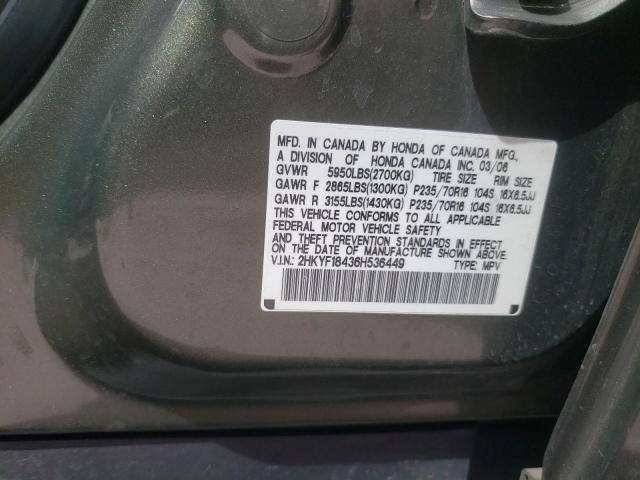 MFD. IN CANADA BY HONDA OF CANADA MFG.,
A DIVISION OF HONDA CANADA INC. 03/06
GVWR 5950LBS(2700KG) TIRE SIZE RIM SIZE
GAWR F 2865LBS(1300KG) P235/70R16 104S 16X6.5JJ
GAWR R 3155LBS(1430KG) P235/70R16 104S 16X6.5JJ
THIS VEHICLE CONFORMS TO ALL APPLICABLE
FEDERAL MOTOR VEHICLE SAFETY
AND THEFT PREVENTION STANDARDS IN EFFECT
ON THE DATE OF MANUFACTURE SHOWN ABOVE.
V.I.N.: 2HKYF18436H536449 TYPE: MPV